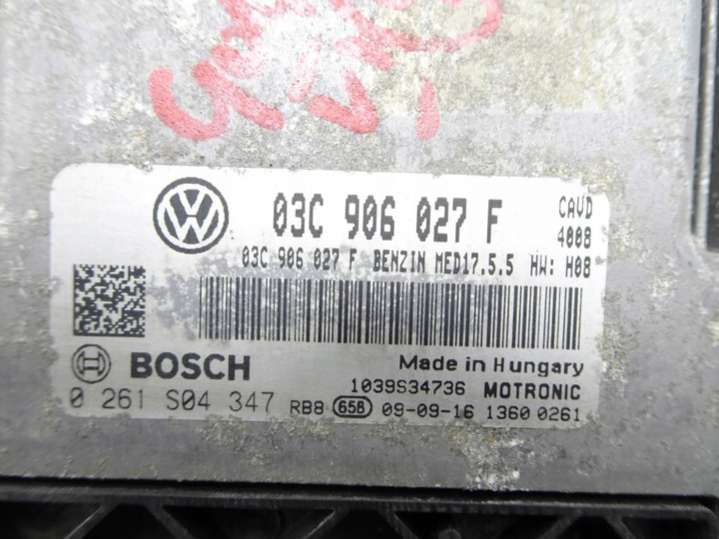 03C 906 027 F CAVD
4008
03C 906 027 F BENZIN MED17.5.5 HW: H08
BOSCH Made in Hungary
1039S34736 MOTRONIC
0 261 S04 347 RB8 658 09-09-16 1360 0261